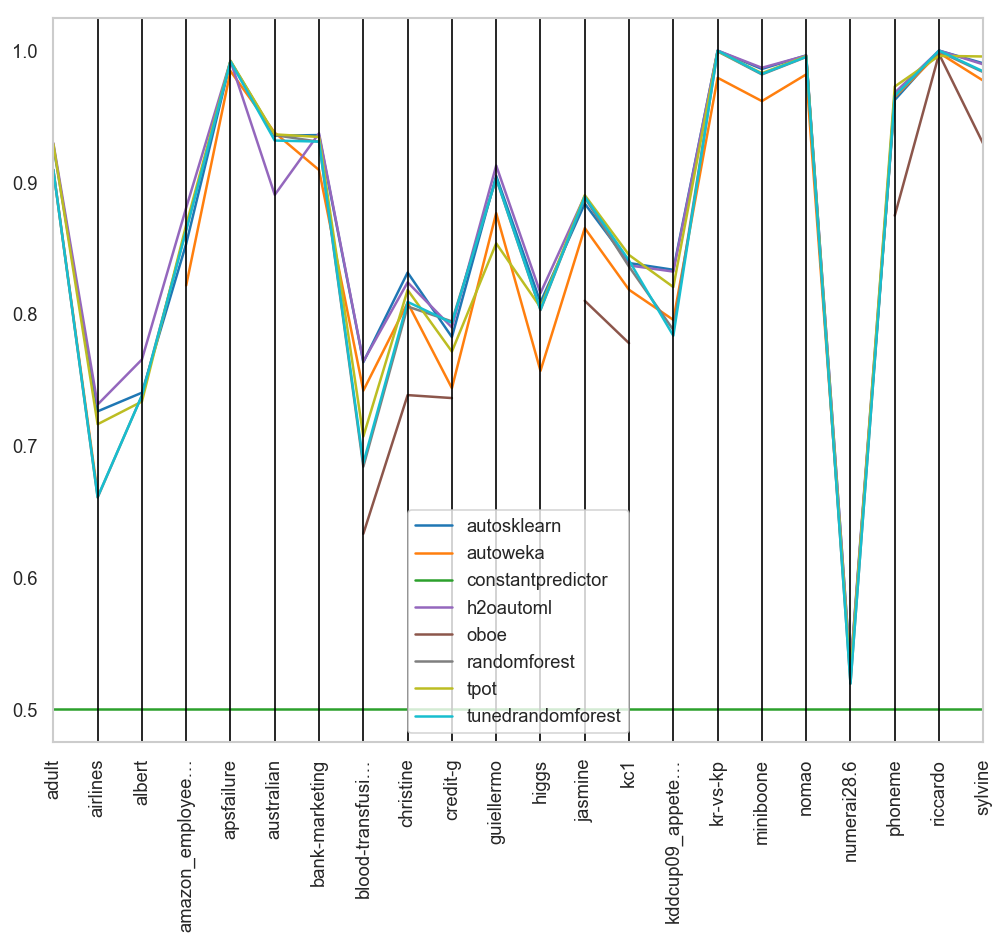 1.0
0.9
0.8
0.7
0.6
0.5
autosklearn
autoweka
constantpredictor
h2oautoml
oboe
randomforest
tpot
tunedrandomforest
adult
airlines
albert
amazon_employee…
apsfailure
australian
bank-marketing
blood-transfusi…
christine
credit-g
guiellermo
higgs
jasmine
kc1
kddcup09_appete…
kr-vs-kp
miniboone
nomao
numerai28.6
phoneme
riccardo
sylvine